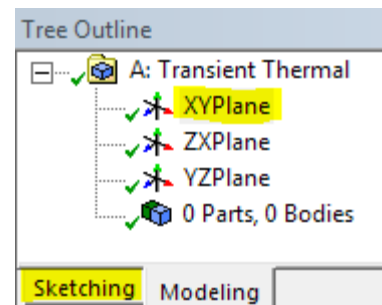 Tree Outline
A: Transient Thermal
XYPlane
ZXPlane
YZPlane
0 Parts, 0 Bodies
Sketching Modeling